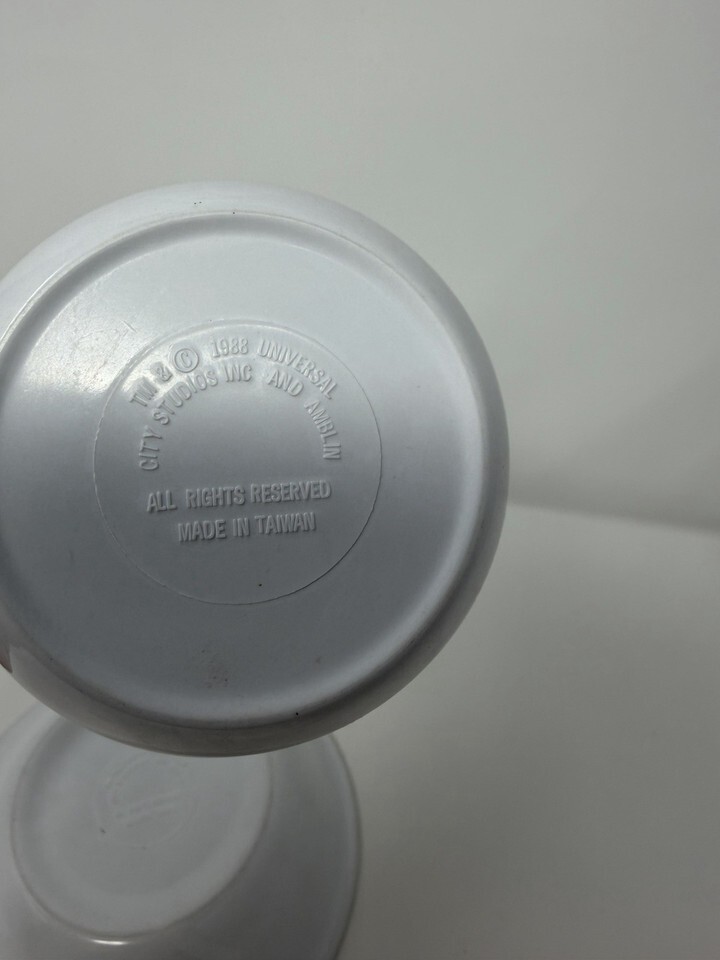 TM & © 1988 UNIVERSAL
CITY STUDIOS INC AND AMBLIN
ALL RIGHTS RESERVED
MADE IN TAIWAN